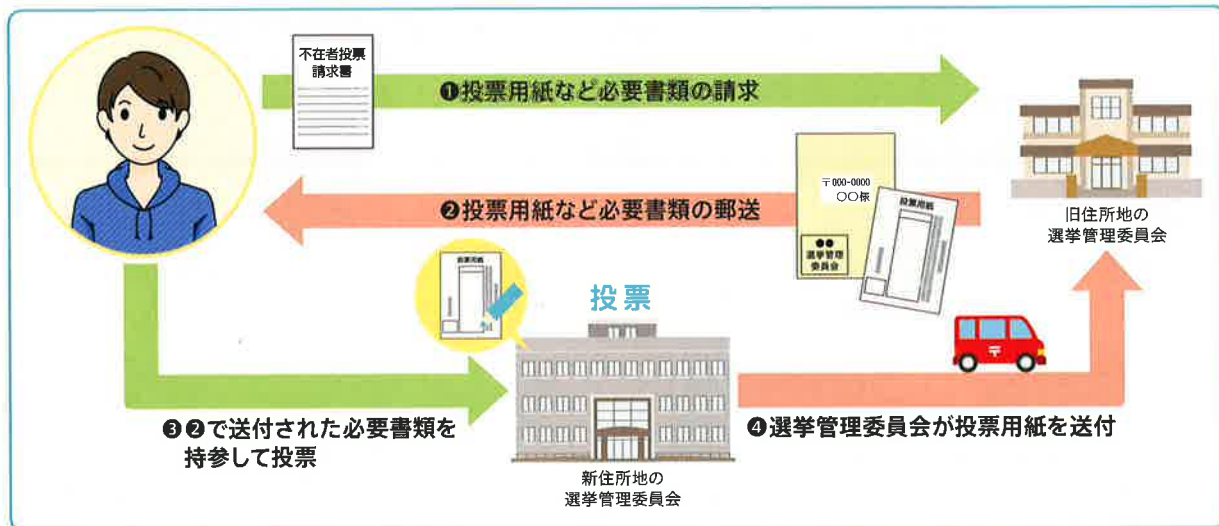 不在者投票
請求書
❶投票用紙など必要書類の請求
〒000-0000
〇〇様
投票用紙
●●
選挙管理
委員会
❷投票用紙など必要書類の郵送
旧住所地の
選挙管理委員会
投票用紙
投票
❸❷で送付された必要書類を
持参して投票
新住所地の
選挙管理委員会
〒
❹選挙管理委員会が投票用紙を送付